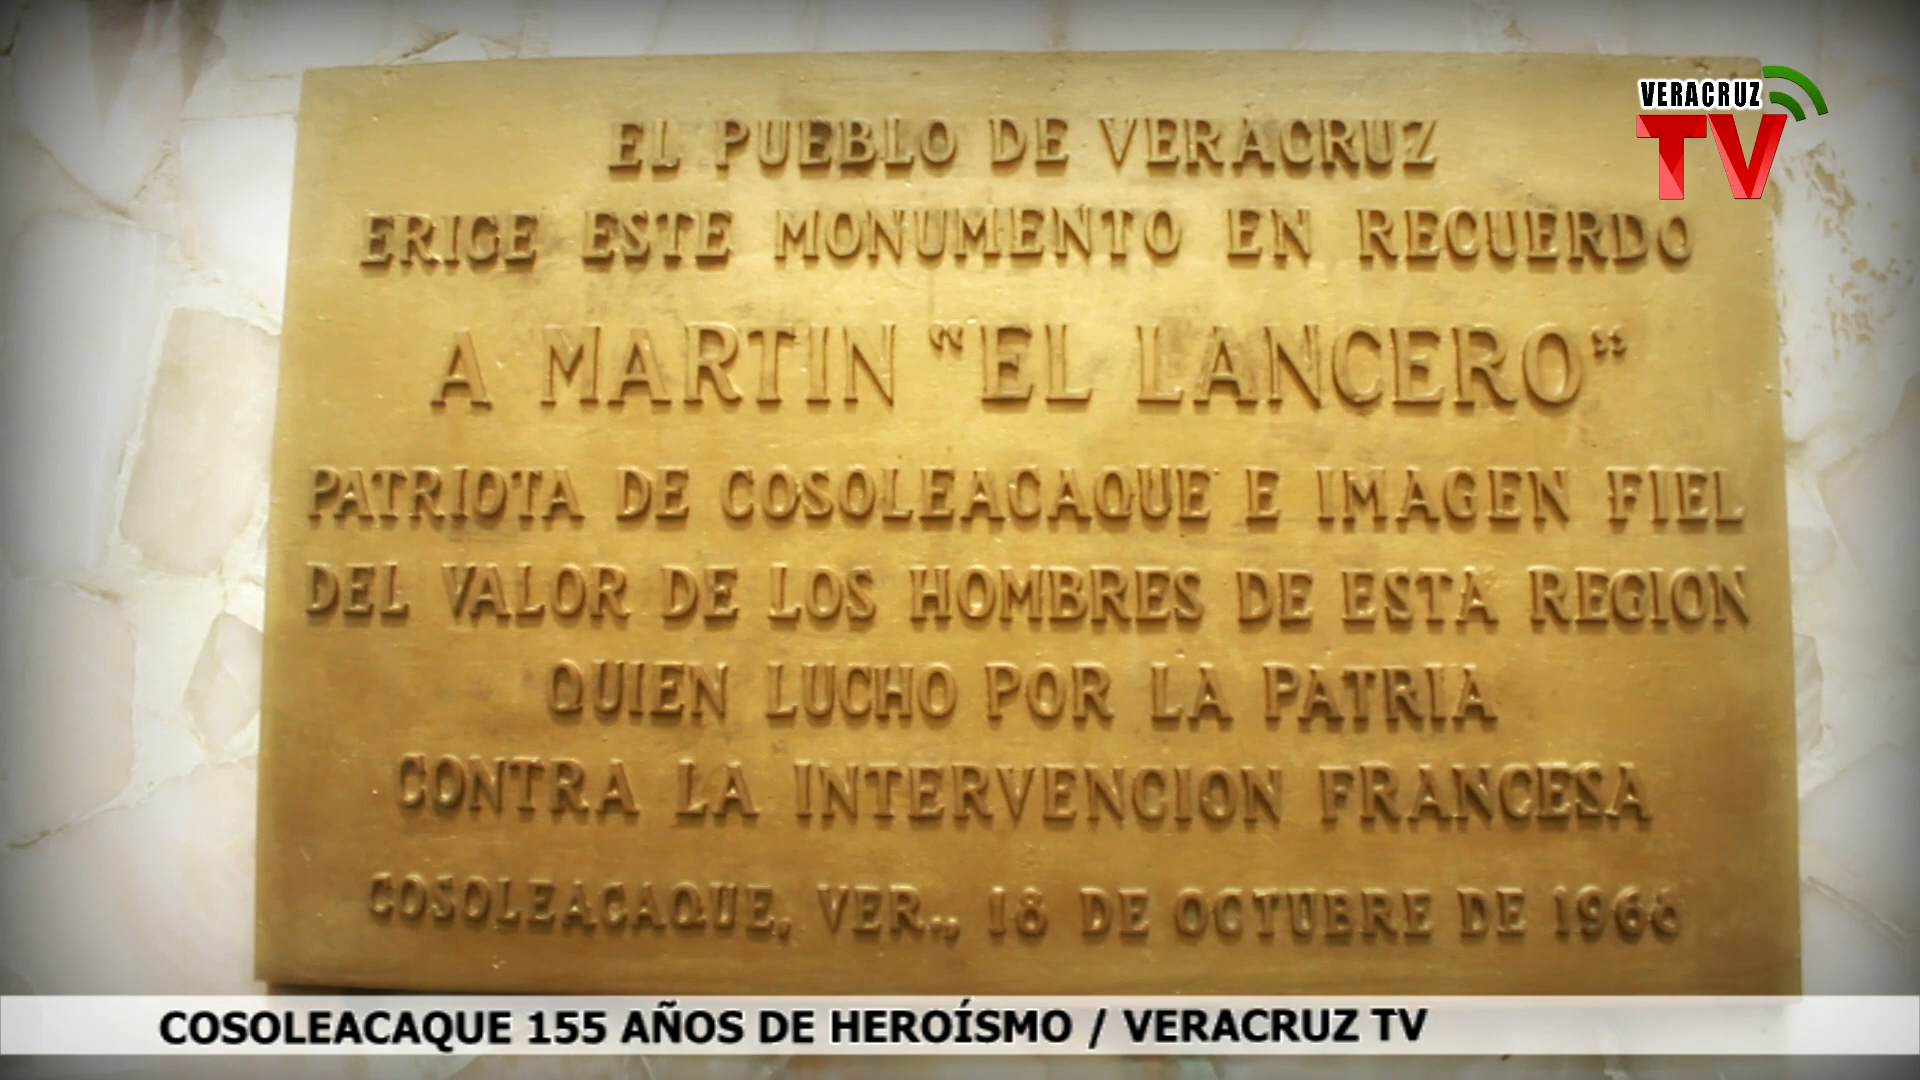 VERACRUZ
TV
EL PUEBLO DE VERACRUZ
ERIGE ESTE MONUMENTO EN RECUERDO
A MARTIN "EL LANCERO"
PATRIOTA DE COSOLEACAQUE E IMAGEN FIEL
DEL VALOR DE LOS HOMBRES DE ESTA REGION
QUIEN LUCHO POR LA PATRIA
CONTRA LA INTERVENCION FRANCESA
COSOLEACAQUE, VER., 18 DE OCTUBRE DE 1966
COSOLEACAQUE 155 AÑOS DE HEROÍSMO / VERACRUZ TV